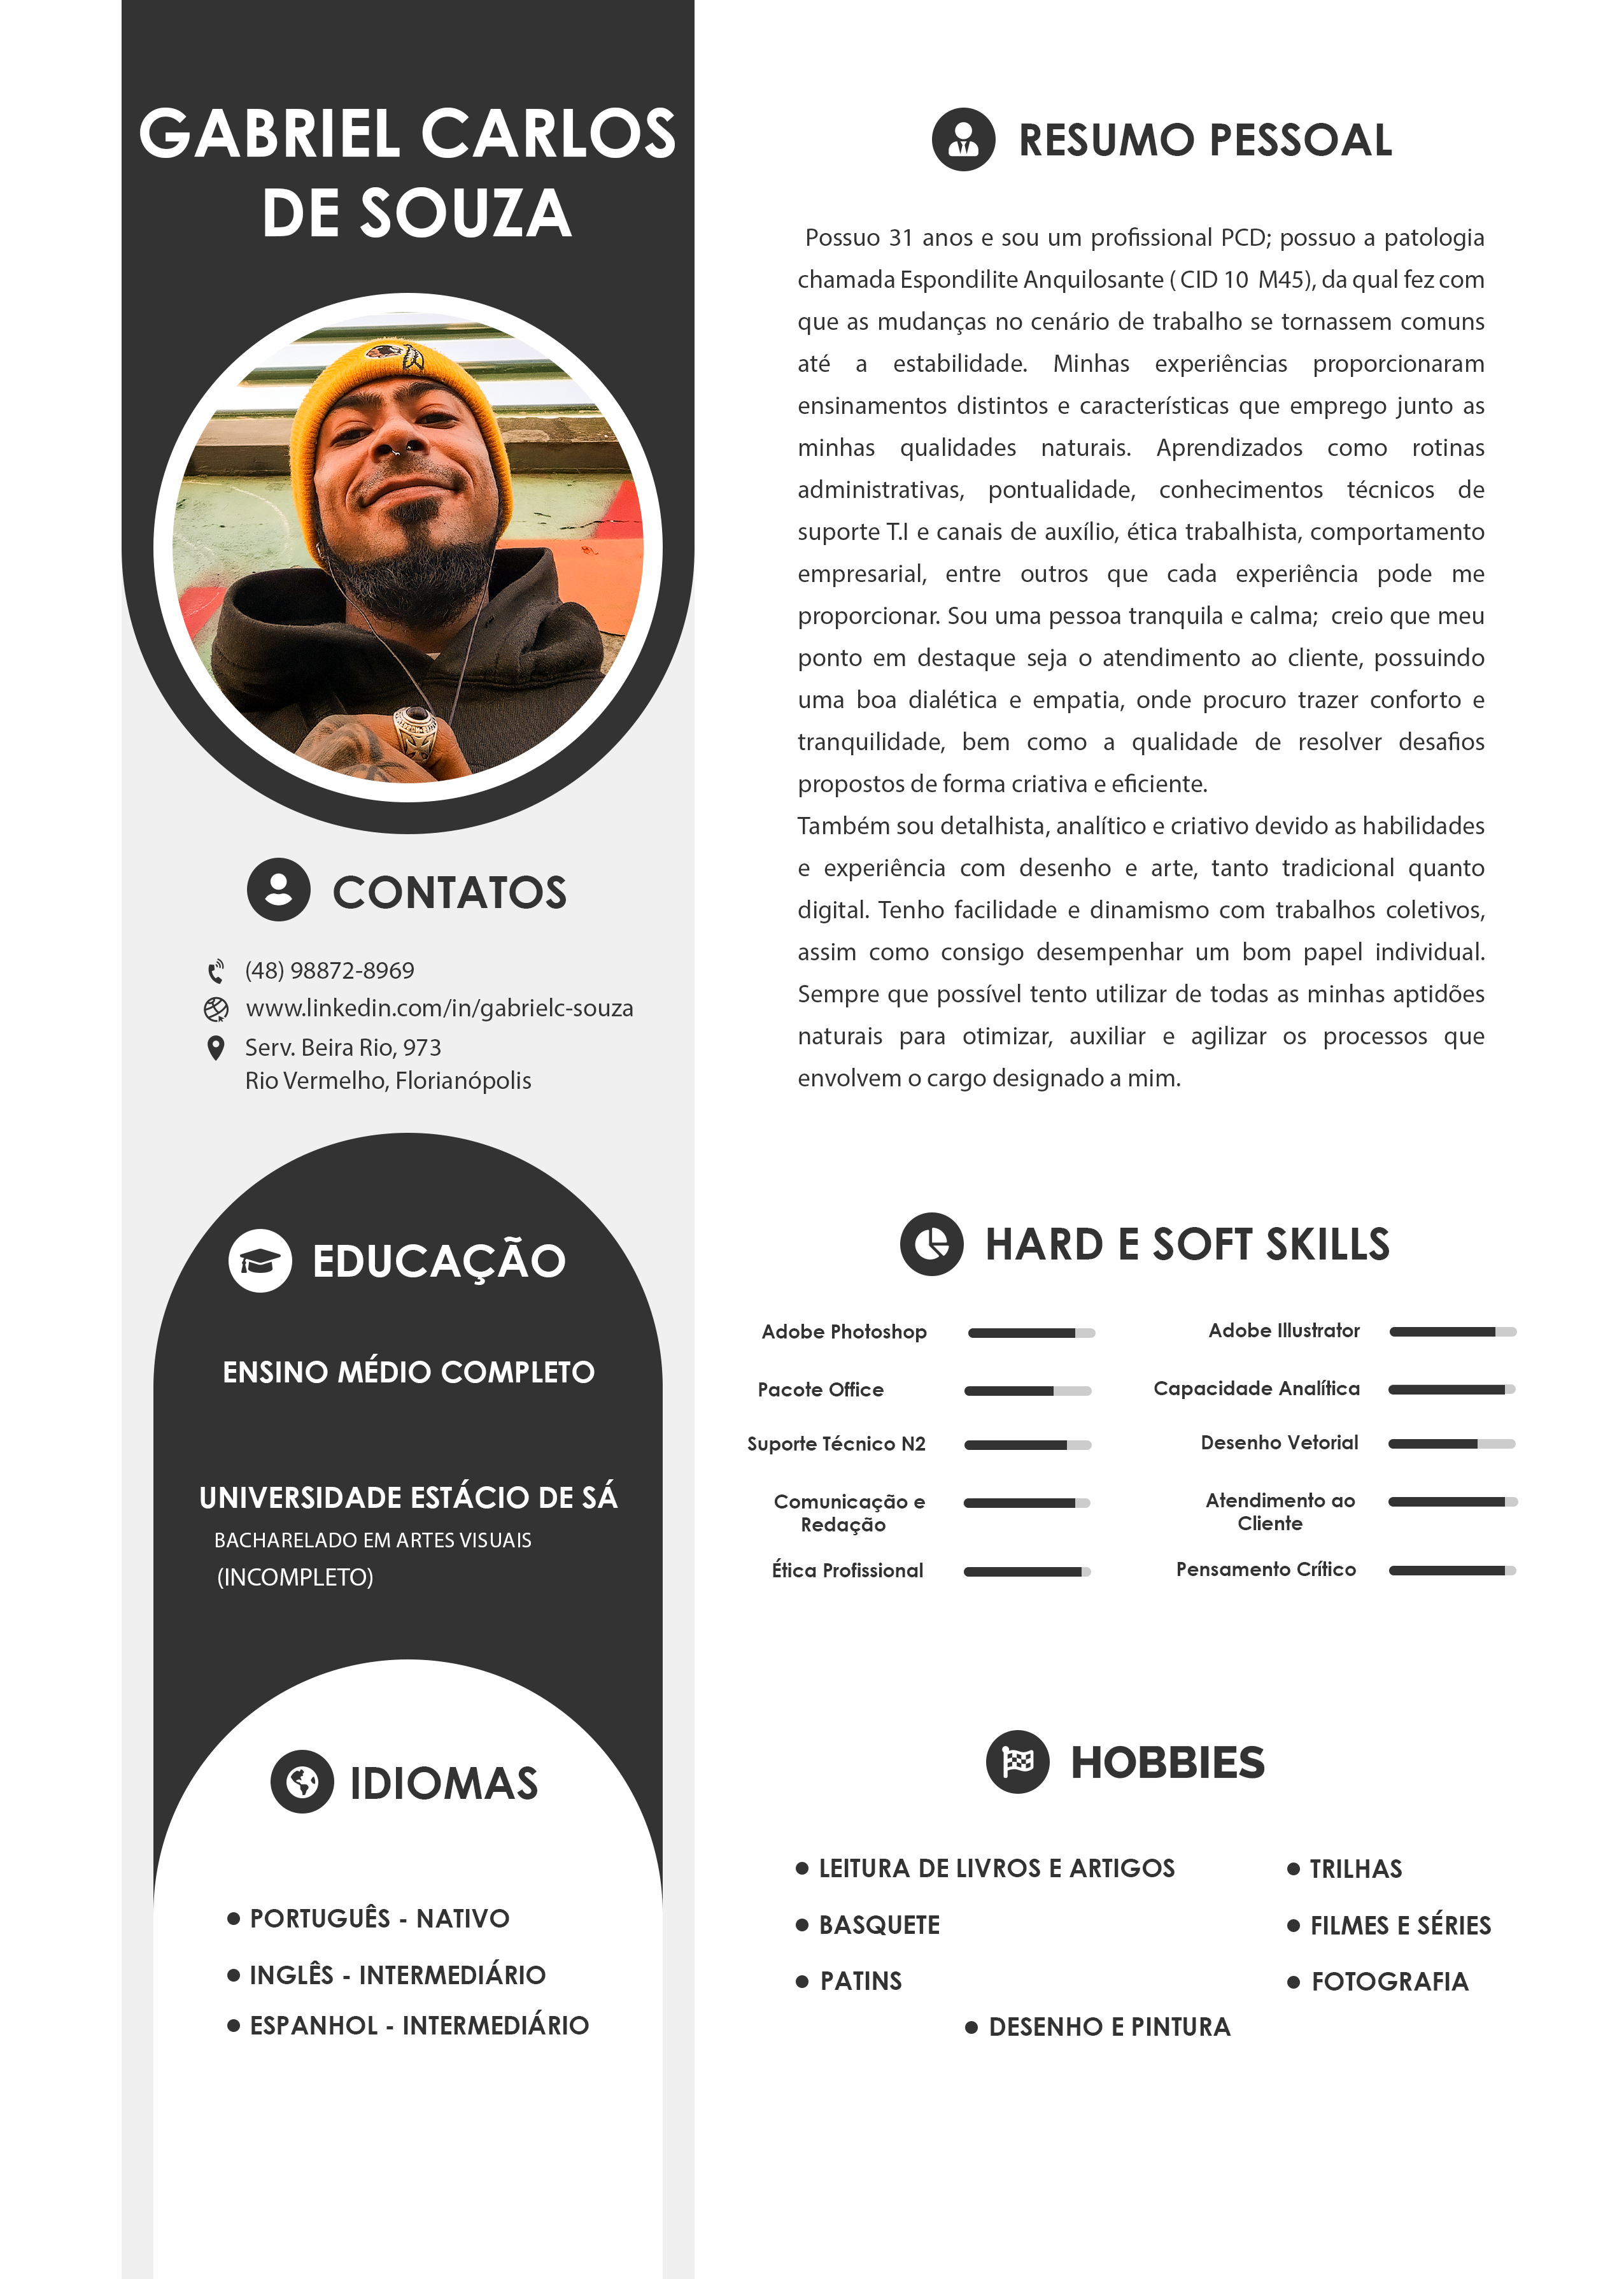 GABRIEL CARLOS
DE SOUZA
CONTATOS
(48) 98872-8969
www.linkedin.com/in/gabrielc-souza
Serv. Beira Rio, 973
Rio Vermelho, Florianópolis
EDUCAÇÃO
ENSINO MÉDIO COMPLETO
UNIVERSIDADE ESTÁCIO DE SÁ
BACHARELADO EM ARTES VISUAIS
(INCOMPLETO)
IDIOMAS
PORTUGUÊS - NATIVO
INGLÊS - INTERMEDIÁRIO
ESPANHOL - INTERMEDIÁRIO
RESUMO PESSOAL
Possuo 31 anos e sou um profissional PCD; possuo a patologia
chamada Espondilite Anquilosante ( CID 10 M45), da qual fez com
que as mudanças no cenário de trabalho se tornassem comuns
até a estabilidade. Minhas experiências proporcionaram
ensinamentos distintos e características que emprego junto as
minhas qualidades naturais. Aprendizados como rotinas
administrativas, pontualidade, conhecimentos técnicos de
suporte T.I e canais de auxílio, ética trabalhista, comportamento
empresarial, entre outros que cada experiência pode me
proporcionar. Sou uma pessoa tranquila e calma; creio que meu
ponto em destaque seja o atendimento ao cliente, possuindo
uma boa dialética e empatia, onde procuro trazer conforto e
tranquilidade, bem como a qualidade de resolver desafios
propostos de forma criativa e eficiente.
Também sou detalhista, analítico e criativo devido as habilidades
e experiência com desenho e arte, tanto tradicional quanto
digital. Tenho facilidade e dinamismo com trabalhos coletivos,
assim como consigo desempenhar um bom papel individual.
Sempre que possível tento utilizar de todas as minhas aptidões
naturais para otimizar, auxiliar e agilizar os processos que
envolvem o cargo designado a mim.
HARD E SOFT SKILLS
Adobe Photoshop
Adobe Illustrator
Pacote Office
Capacidade Analítica
Suporte Técnico N2
Desenho Vetorial
Comunicação e
Redação
Atendimento ao
Cliente
Ética Profissional
Pensamento Crítico
HOBBIES
LEITURA DE LIVROS E ARTIGOS
TRILHAS
BASQUETE
FILMES E SÉRIES
PATINS
FOTOGRAFIA
DESENHO E PINTURA